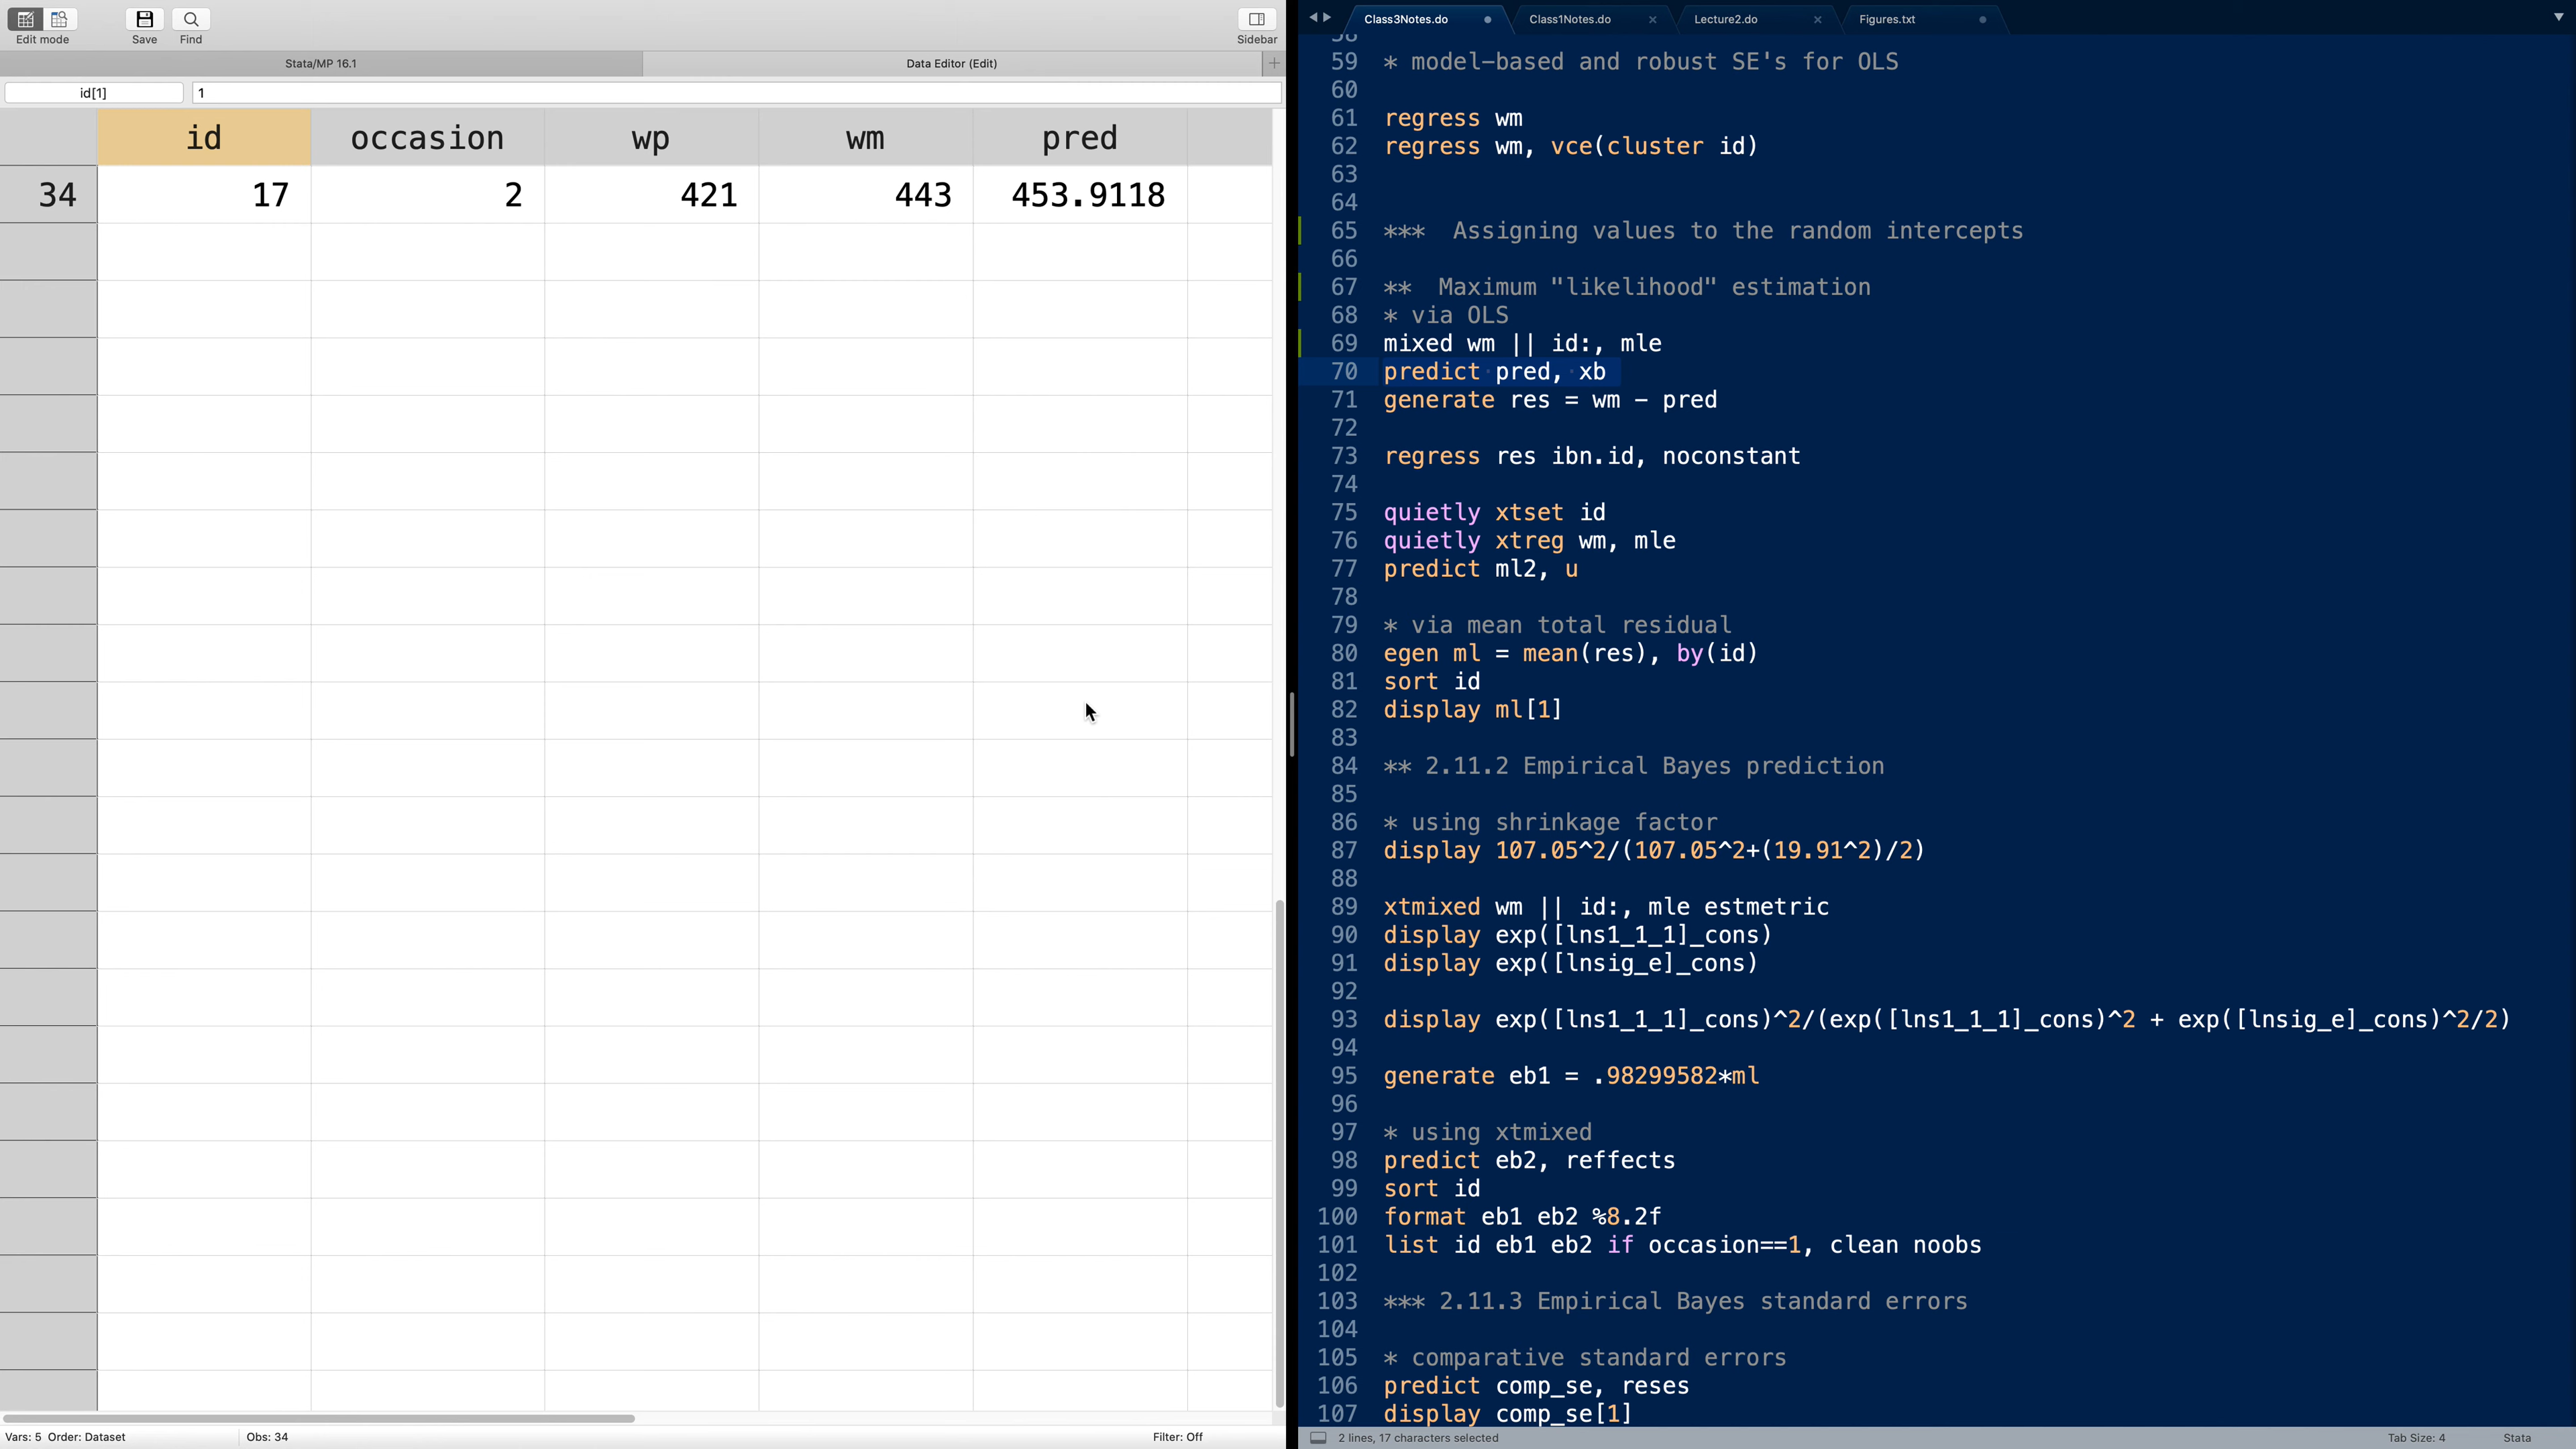 Edit mode
Save
Find
Sidebar
Stata/MP 16.1
Data Editor (Edit)
id[1]
1
id occasion wp wm pred
34 17 2 421 443 453.9118
Vars: 5 Order: Dataset
Obs: 34
Filter: Off
Class3Notes.do
Class1Notes.do
Lecture2.do
Figures.txt
58
59 * model-based and robust SE's for OLS
60
61 regress wm
62 regress wm, vce(cluster id)
63
64
65 *** Assigning values to the random intercepts
66
67 ** Maximum "likelihood" estimation
68 * via OLS
69 mixed wm || id:, mle
70 predict pred, xb
71 generate res = wm - pred
72
73 regress res ibn.id, noconstant
74
75 quietly xtset id
76 quietly xtreg wm, mle
77 predict ml2, u
78
79 * via mean total residual
80 egen ml = mean(res), by(id)
81 sort id
82 display ml[1]
83
84 ** 2.11.2 Empirical Bayes prediction
85
86 * using shrinkage factor
87 display 107.05^2/(107.05^2+(19.91^2)/2)
88
89 xtmixed wm || id:, mle estmetric
90 display exp([lns1_1_1]_cons)
91 display exp([lnsig_e]_cons)
92
93 display exp([lns1_1_1]_cons)^2/(exp([lns1_1_1]_cons)^2 + exp([lnsig_e]_cons)^2/2)
94
95 generate eb1 = .98299582*ml
96
97 * using xtmixed
98 predict eb2, reffects
99 sort id
100 format eb1 eb2 %8.2f
101 list id eb1 eb2 if occasion==1, clean noobs
102
103 *** 2.11.3 Empirical Bayes standard errors
104
105 * comparative standard errors
106 predict comp_se, reses
107 display comp_se[1]
2 lines, 17 characters selected
Tab Size: 4
Stata